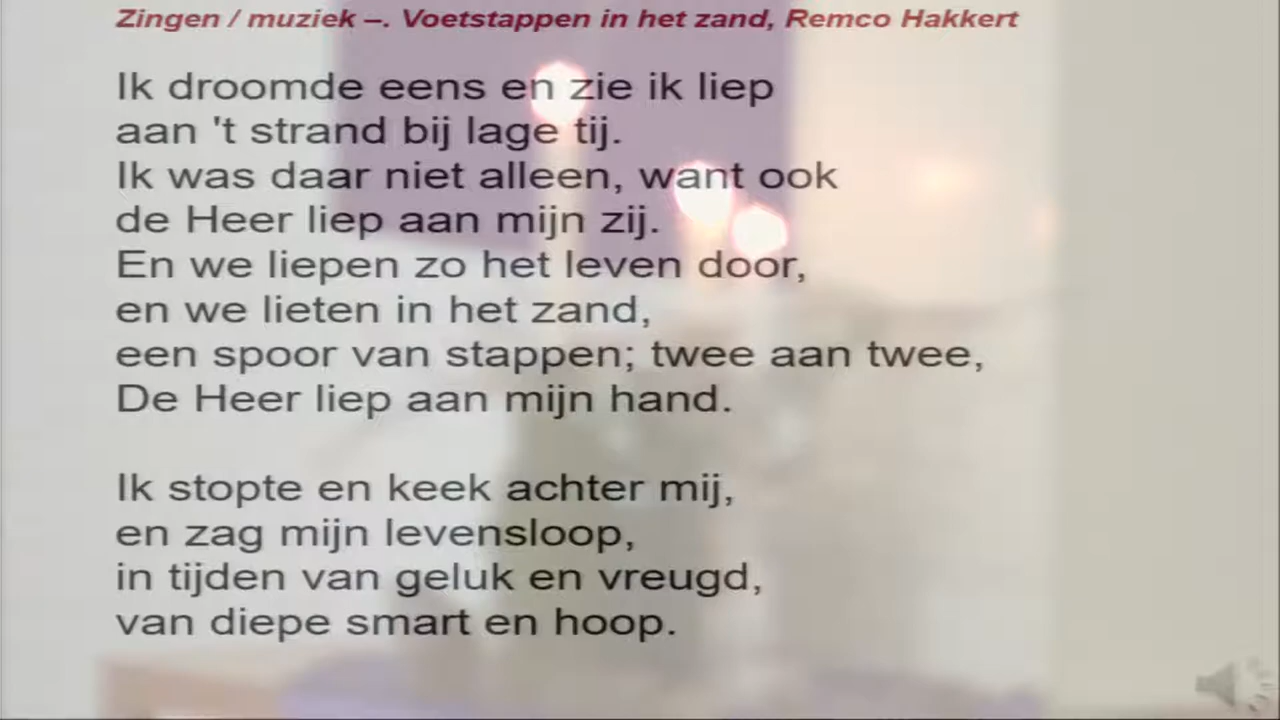 Zingen / muziek –. Voetstappen in het zand, Remco Hakkert
Ik droomde eens en zie ik liep
aan 't strand bij lage tij.
Ik was daar niet alleen, want ook
de Heer liep aan mijn zij.
En we liepen zo het leven door,
en we lieten in het zand,
een spoor van stappen; twee aan twee,
De Heer liep aan mijn hand.
Ik stopte en keek achter mij,
en zag mijn levensloop,
in tijden van geluk en vreugd,
van diepe smart en hoop.